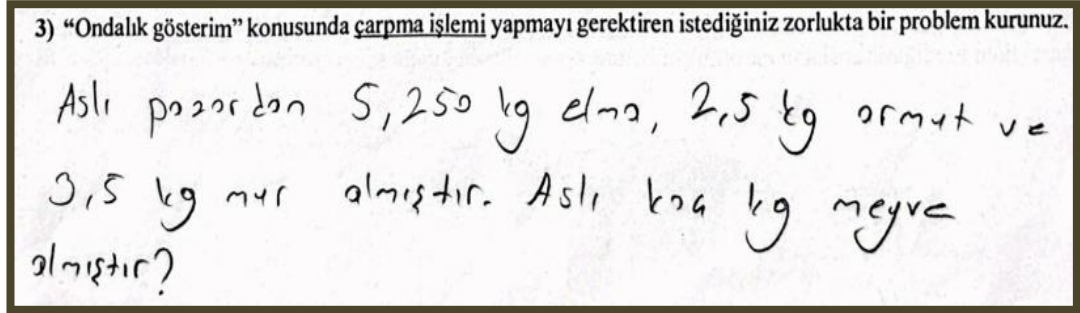 3) “Ondalık gösterim” konusunda çarpma işlemi yapmayı gerektiren istediğiniz zorlukta bir problem kurunuz.
Aslı pazardan 5,250 kg elma, 2,5 kg armut ve
3,5 kg muz almıştır. Aslı kaç kg meyve
almıştır?